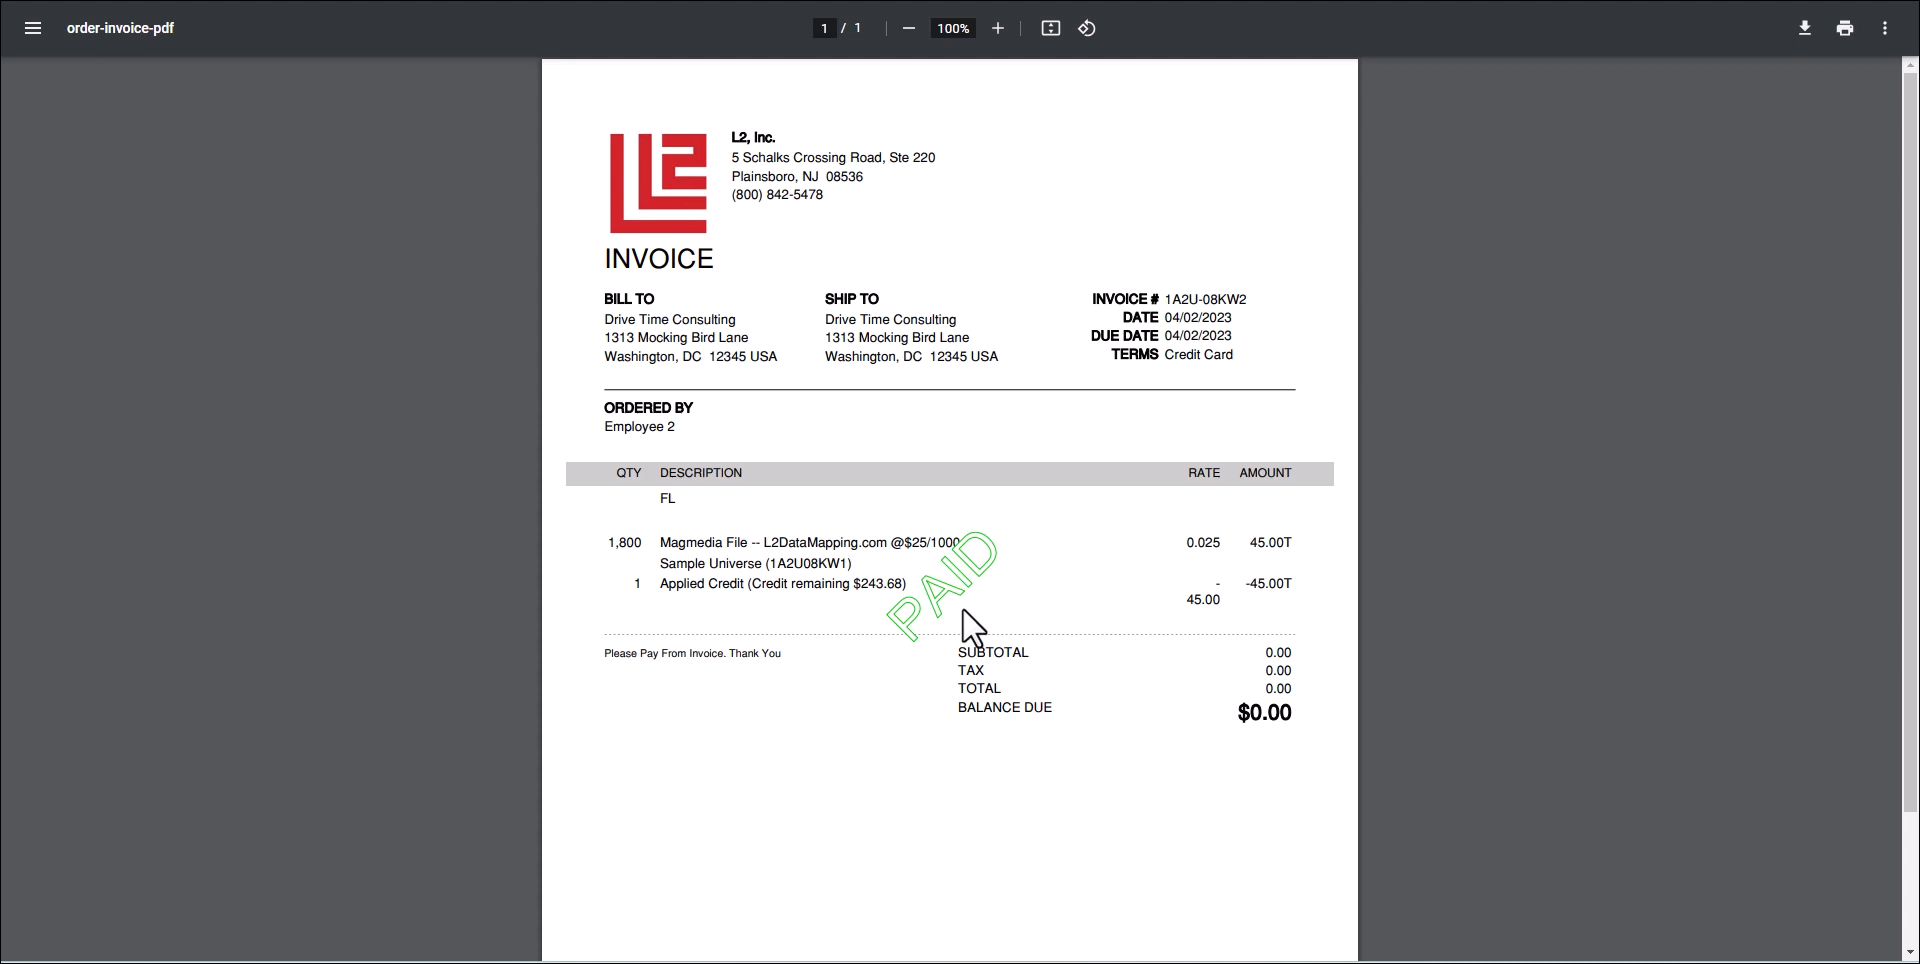 order-invoice-pdf
1 / 1
100%
L2
L2, Inc.
5 Schalks Crossing Road, Ste 220
Plainsboro, NJ 08536
(800) 842-5478
INVOICE
BILL TO
Drive Time Consulting
1313 Mocking Bird Lane
Washington, DC 12345 USA
SHIP TO
Drive Time Consulting
1313 Mocking Bird Lane
Washington, DC 12345 USA
INVOICE # 1A2U-08KW2
DATE 04/02/2023
DUE DATE 04/02/2023
TERMS Credit Card
ORDERED BY
Employee 2
QTY DESCRIPTION RATE AMOUNT
FL
1,800 Magmedia File -- L2DataMapping.com @$25/1000 0.025 45.00T
Sample Universe (1A2U08KW1)
1 Applied Credit (Credit remaining $243.68) - -45.00T
45.00
PAID
Please Pay From Invoice. Thank You
SUBTOTAL 0.00
TAX 0.00
TOTAL 0.00
BALANCE DUE $0.00